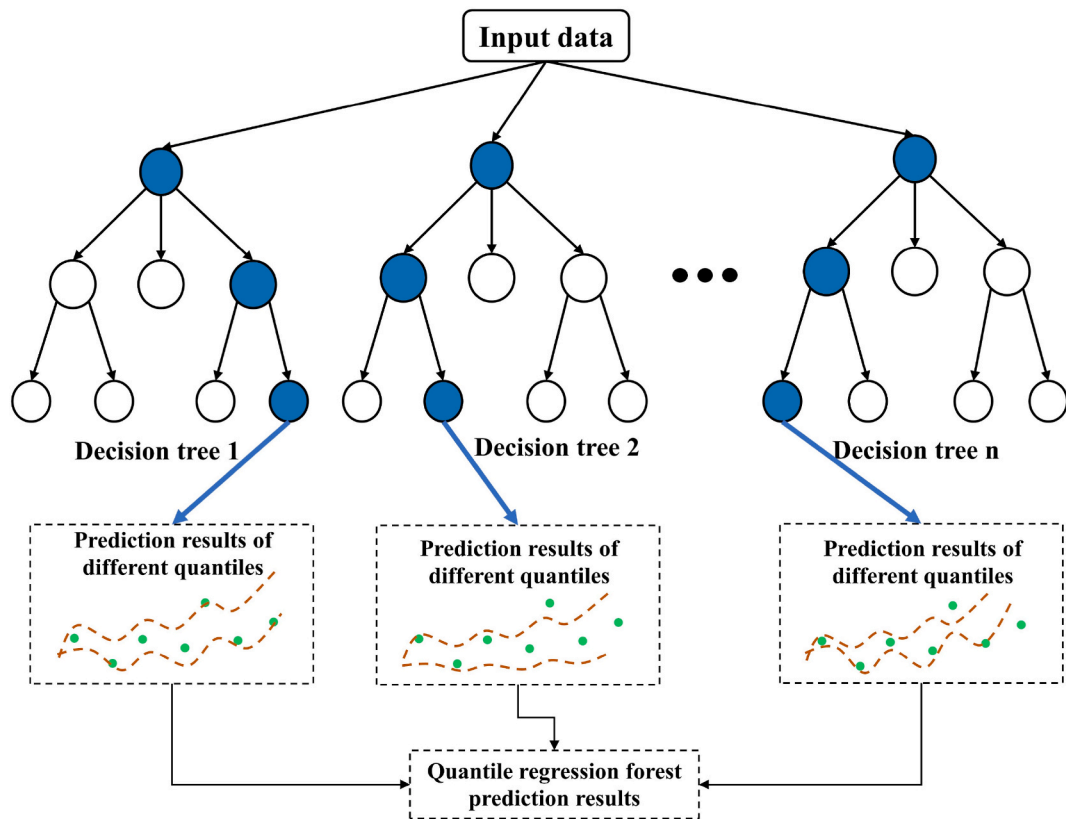 Input data
Decision tree 1
Decision tree 2
Decision tree n
Prediction results of
different quantiles
Prediction results of
different quantiles
Prediction results of
different quantiles
Quantile regression forest
prediction results